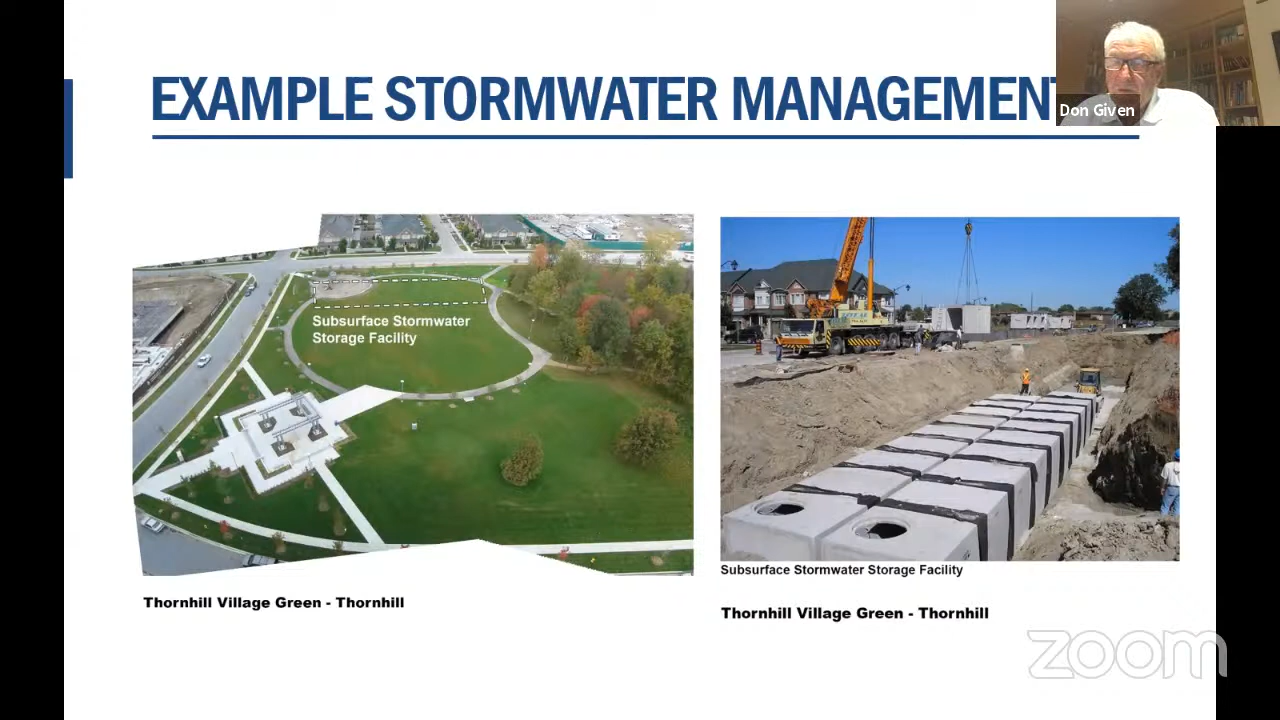 EXAMPLE STORMWATER MANAGEMENT
Don Given
Subsurface Stormwater
Storage Facility
Subsurface Stormwater Storage Facility
Thornhill Village Green - Thornhill
Thornhill Village Green - Thornhill
zoom